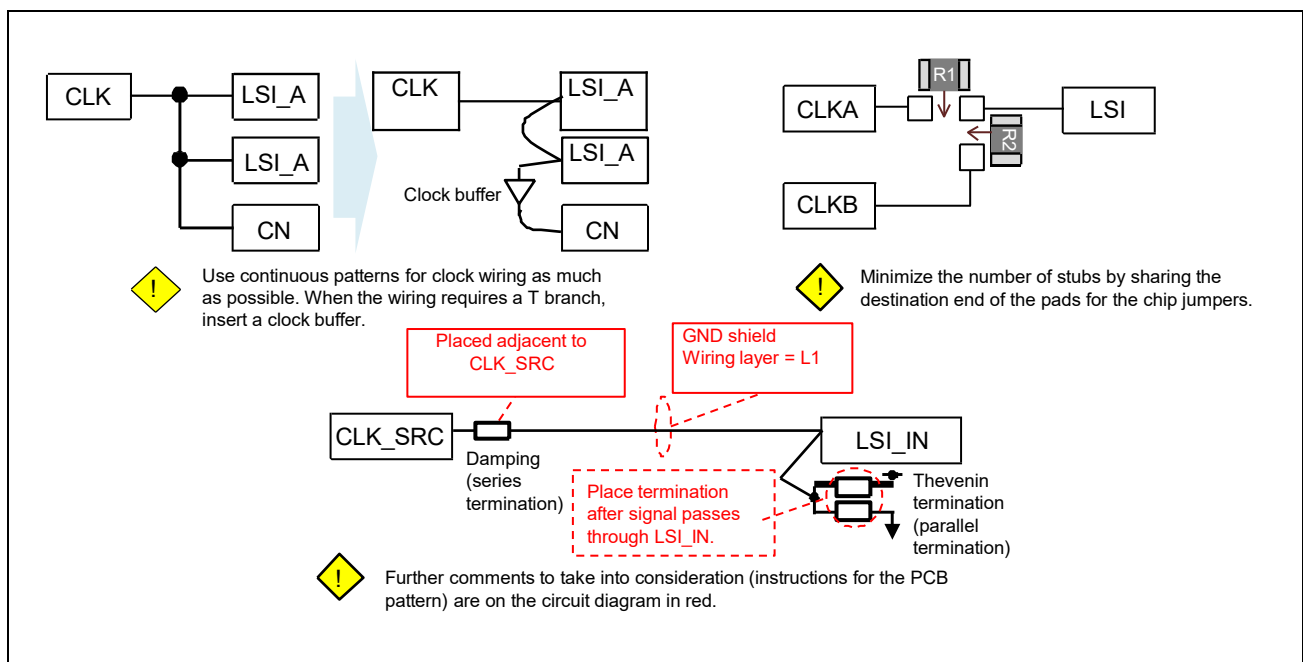 CLK
LSI_A
LSI_A
CN
CLK
LSI_A
LSI_A
Clock buffer
CN
!
Use continuous patterns for clock wiring as much
as possible. When the wiring requires a T branch,
insert a clock buffer.
R1
CLKA
LSI
R2
CLKB
!
Minimize the number of stubs by sharing the
destination end of the pads for the chip jumpers.
Placed adjacent to
CLK_SRC
GND shield
Wiring layer = L1
CLK_SRC
LSI_IN
Damping
(series
termination)
Place termination
after signal passes
through LSI_IN.
Thevenin
termination
(parallel
termination)
!
Further comments to take into consideration (instructions for the PCB
pattern) are on the circuit diagram in red.